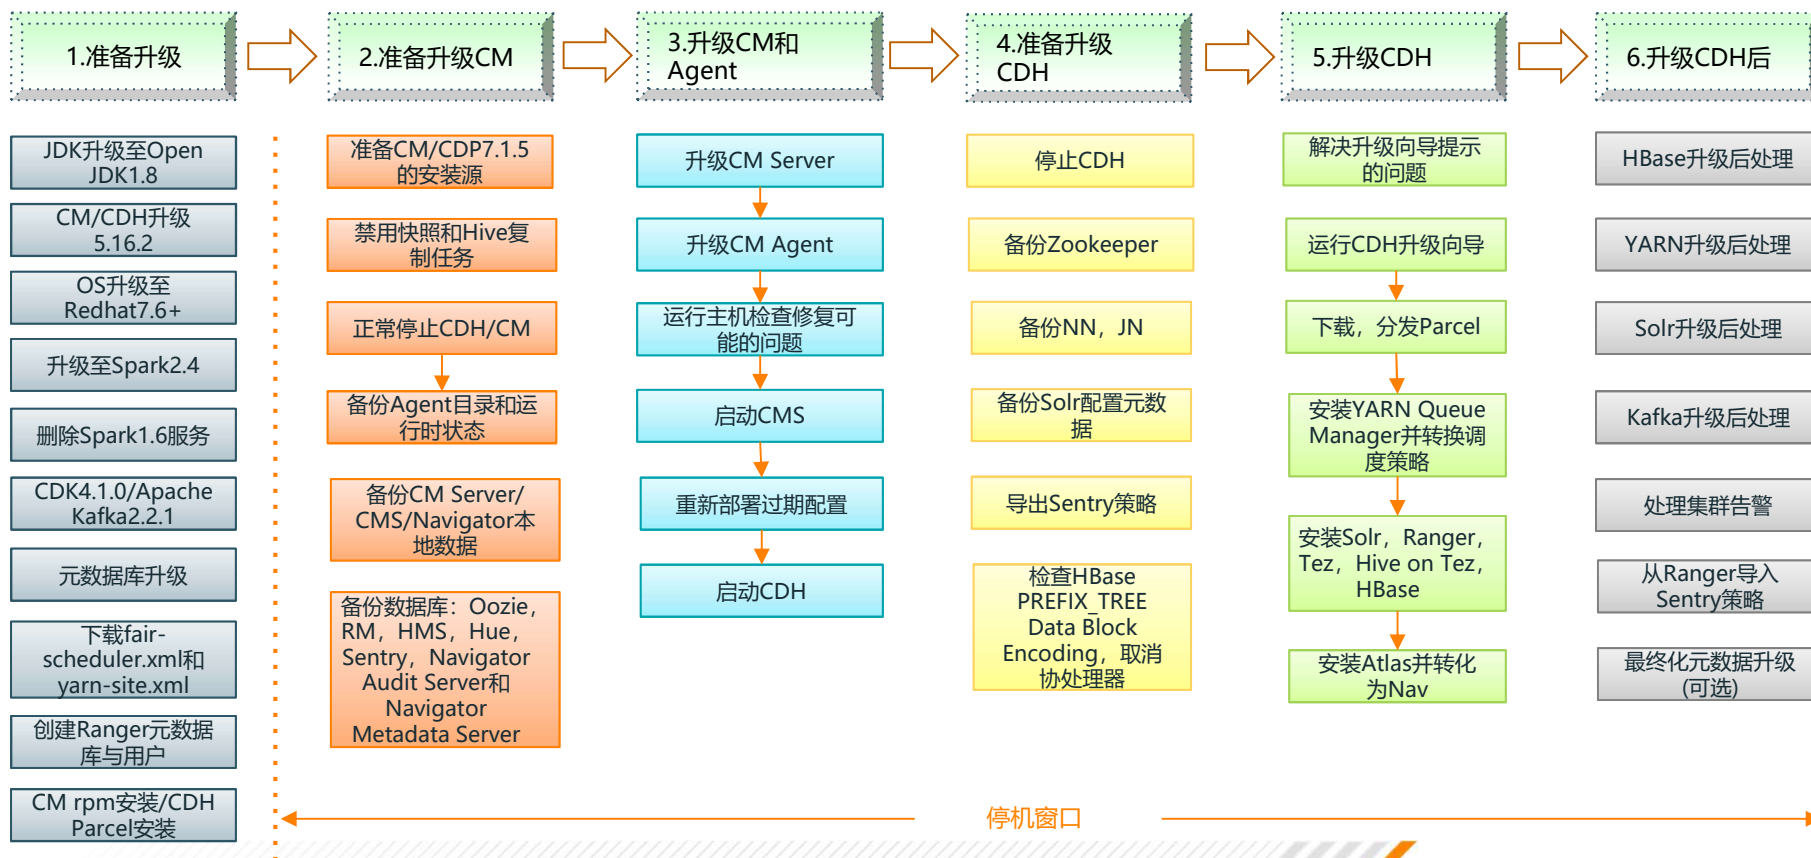 1.准备升级
2.准备升级CM
3.升级CM和
Agent
4.准备升级
CDH
5.升级CDH
6.升级CDH后
JDK升级至Open
JDK1.8
CM/CDH升级
5.16.2
OS升级至
Redhat7.6+
升级至Spark2.4
删除Spark1.6服务
CDK4.1.0/Apache
Kafka2.2.1
元数据库升级
下载fair-
scheduler.xml和
yarn-site.xml
创建Ranger元数据
库与用户
CM rpm安装/CDH
Parcel安装
准备CM/CDP7.1.5
的安装源
禁用快照和Hive复
制任务
正常停止CDH/CM
备份Agent目录和运
行时状态
备份CM Server/
CMS/Navigator本
地数据
备份数据库：Oozie，
RM，HMS，Hue，
Sentry，Navigator
Audit Server和
Navigator
Metadata Server
升级CM Server
升级CM Agent
运行主机检查修复可
能的问题
启动CMS
重新部署过期配置
启动CDH
停止CDH
备份Zookeeper
备份NN，JN
备份Solr配置元数
据
导出Sentry策略
检查HBase
PREFIX_TREE
Data Block
Encoding，取消
协处理器
解决升级向导提示
的问题
运行CDH升级向导
下载，分发Parcel
安装YARN Queue
Manager并转换调
度策略
安装Solr，Ranger，
Tez，Hive on Tez，
HBase
安装Atlas并转化
为Nav
HBase升级后处理
YARN升级后处理
Solr升级后处理
Kafka升级后处理
处理集群告警
从Ranger导入
Sentry策略
最终化元数据升级
(可选)
停机窗口